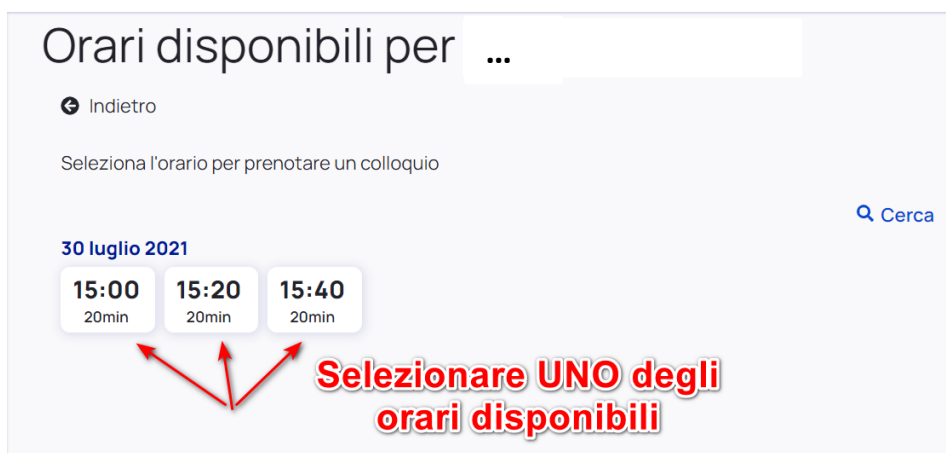 Orari disponibili per ...
Indietro
Seleziona l'orario per prenotare un colloquio
Cerca
30 luglio 2021
15:00 15:20 15:40
20min 20min 20min
Selezionare UNO degli
orari disponibili